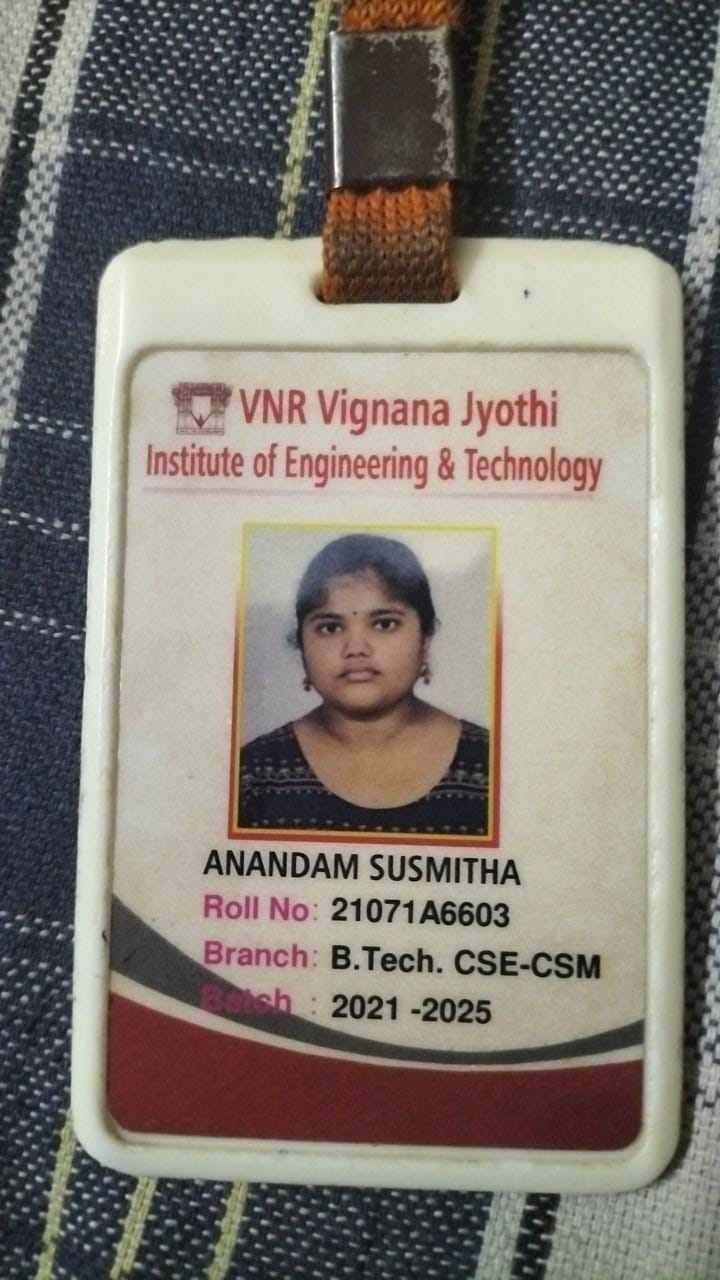 VNR Vignana Jyothi
Institute of Engineering & Technology
ANANDAM SUSMITHA
Roll No: 21071A6603
Branch: B.Tech. CSE-CSM
Batch : 2021 -2025